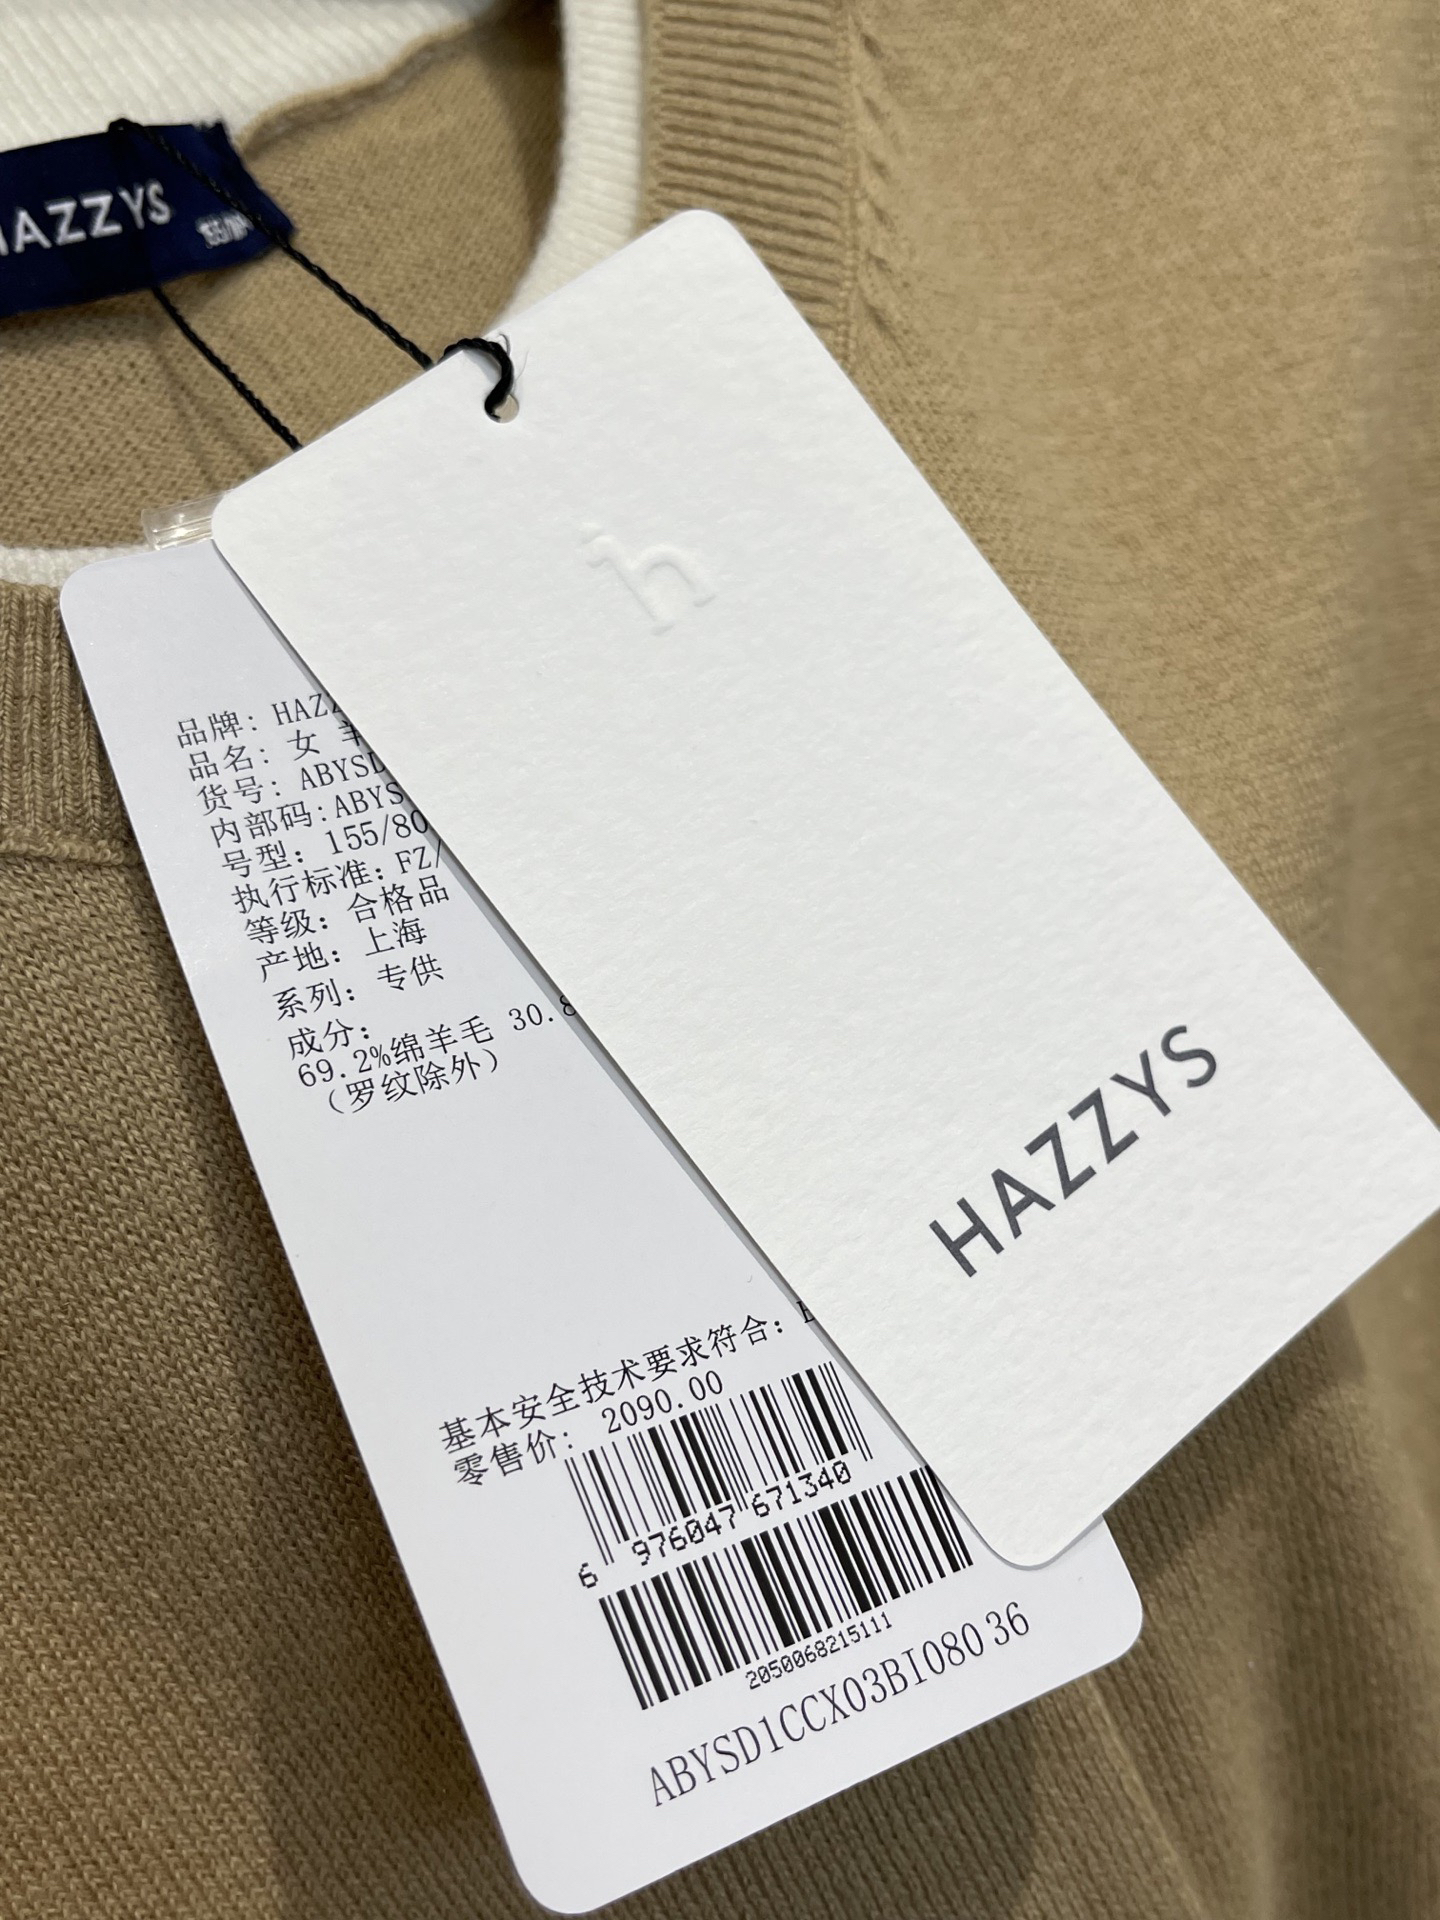 HAZZYS
h
HAZZYS
品牌: HAZZ
品名: 女 羊
货号: ABYSD
内部码:ABYS
号型: 155/80
执行标准: FZ/
等级: 合格品
产地: 上海
系列: 专供
成分:
69.2%绵羊毛 30.8
(罗纹除外)
基本安全技术要求符合:
零售价: 2090.00
6 976047 671340
2050068215111
ABYSD1CCX03BI080 36